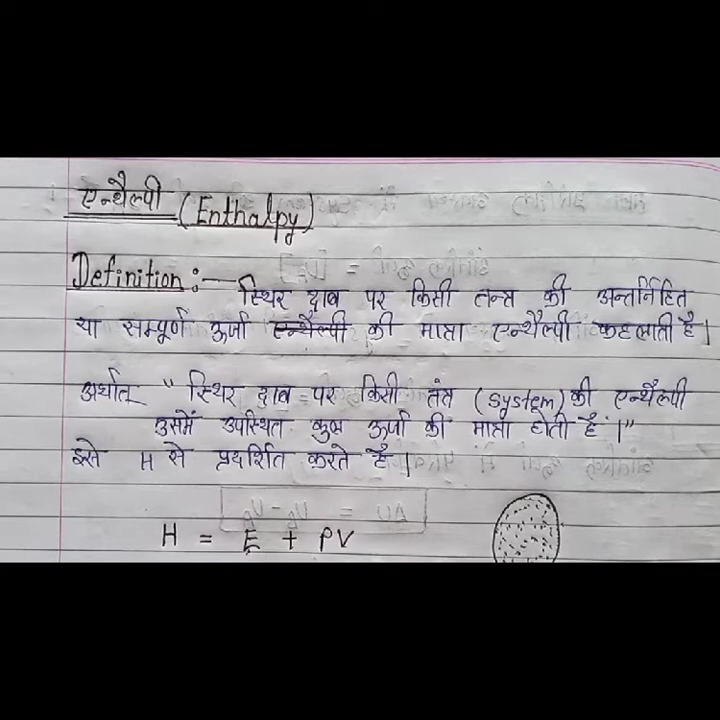 एन्थैल्पी (Enthalpy)
Definition :— स्थिर दाब पर किसी तन्त्र की अन्तर्निहित
या सम्पूर्ण ऊर्जा एन्थैल्पी की मात्रा एन्थैल्पी कहलाती है।
अर्थात् " स्थिर दाब पर किसी तंत्र (system) की एन्थैल्पी
उसमें उपस्थित कुल ऊर्जा की मात्रा होती है ।"
इसे H से प्रदर्शित करते है।
H = E + PV